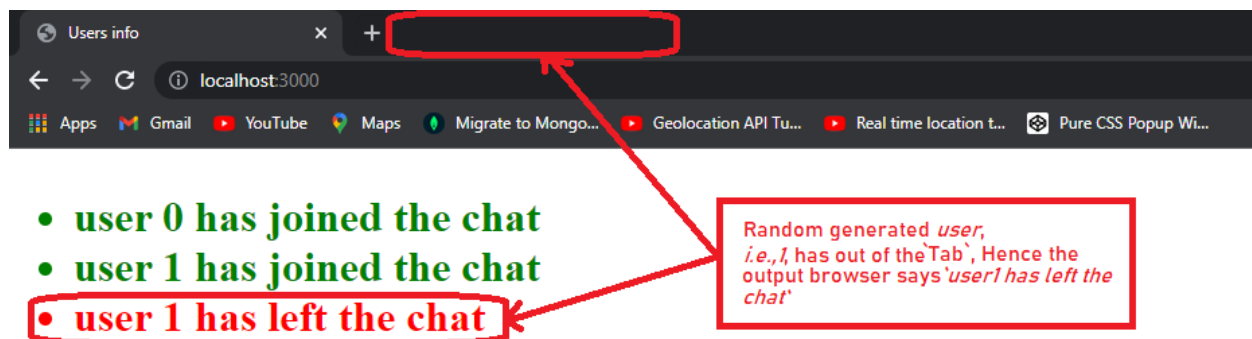 Users info
localhost:3000
Apps Gmail YouTube Maps Migrate to Mongo... Geolocation API Tu... Real time location t... Pure CSS Popup Wi...
• user 0 has joined the chat
• user 1 has joined the chat
• user 1 has left the chat
Random generated user,
i.e.,1, has out of the`Tab`, Hence the
output browser says`user1 has left the
chat`